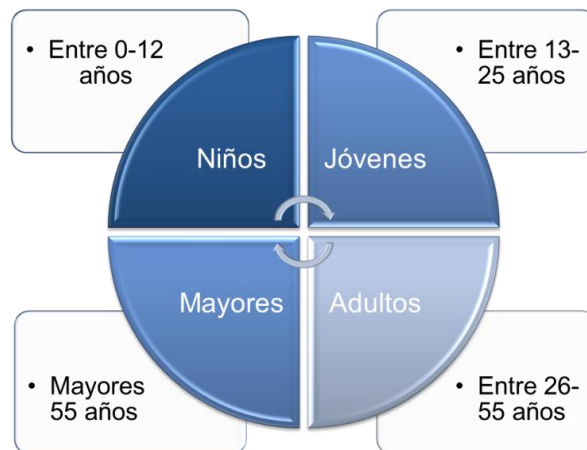 • Entre 0-12
años
• Entre 13-
25 años
Niños
Jóvenes
Mayores
Adultos
• Mayores
55 años
• Entre 26-
55 años